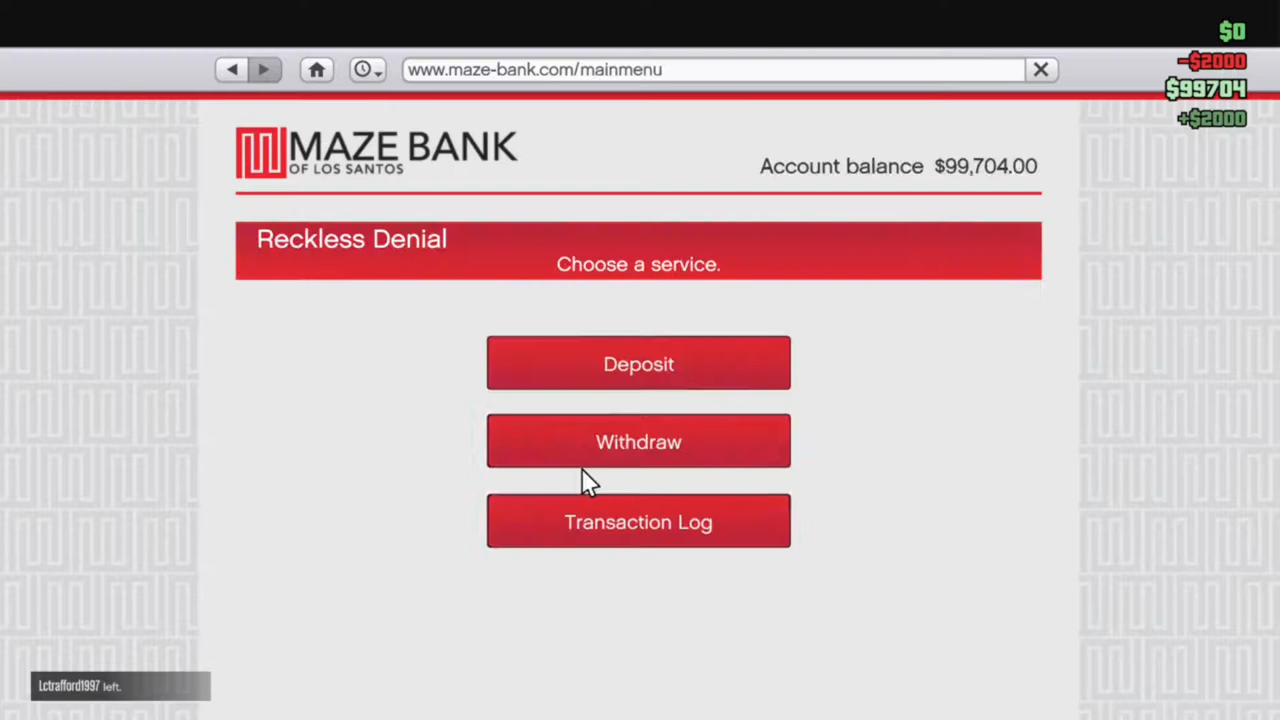 $0
-$2000
www.maze-bank.com/mainmenu
$99704
+$2000
MAZE BANK
OF LOS SANTOS
Account balance $99,704.00
Reckless Denial
Choose a service.
Deposit
Withdraw
Transaction Log
Lctrafford1997 left.